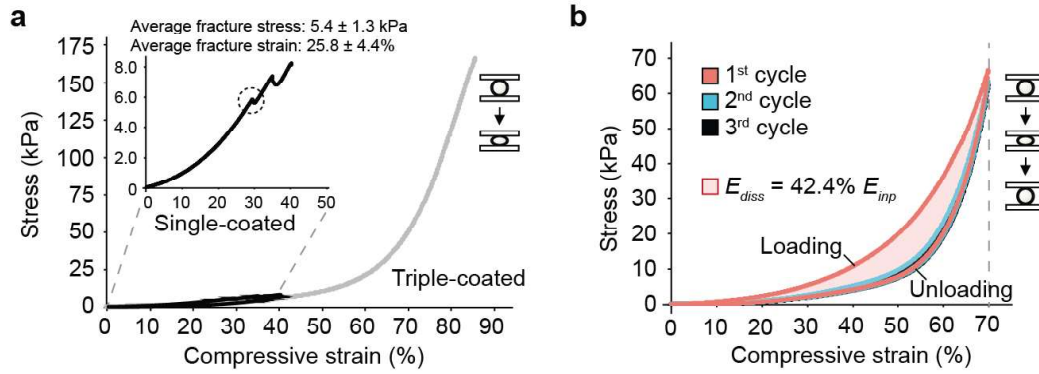 a
Average fracture stress: 5.4 ± 1.3 kPa
Average fracture strain: 25.8 ± 4.4%
175
150
125
100
75
50
25
0
Stress (kPa)
8.0
6.0
4.0
2.0
0
0 10 20 30 40 50
Single-coated
Triple-coated
0 10 20 30 40 50 60 70 80 90
Compressive strain (%)
b
70
60
50
40
30
20
10
0
Stress (kPa)
1st cycle
2nd cycle
3rd cycle
Ediss = 42.4% Einp
Loading
Unloading
0 10 20 30 40 50 60 70
Compressive strain (%)